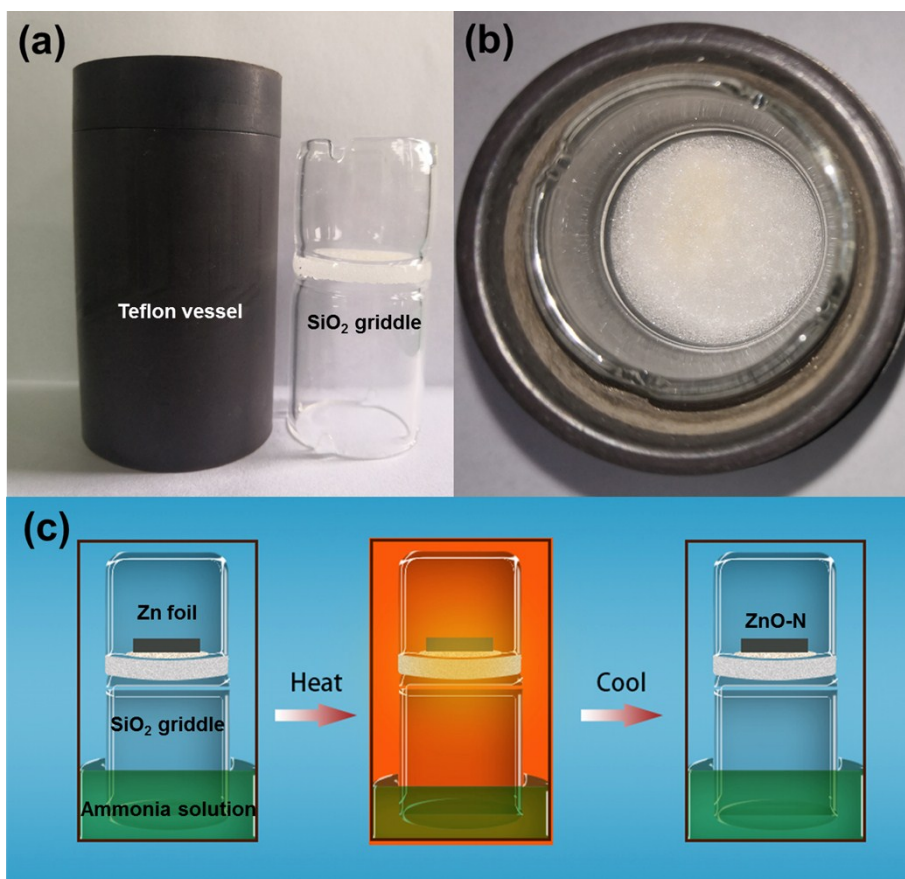 (a)
Teflon vessel
SiO₂ griddle
(b)
(c)
Zn foil
SiO₂ griddle
Ammonia solution
Heat
Cool
ZnO-N